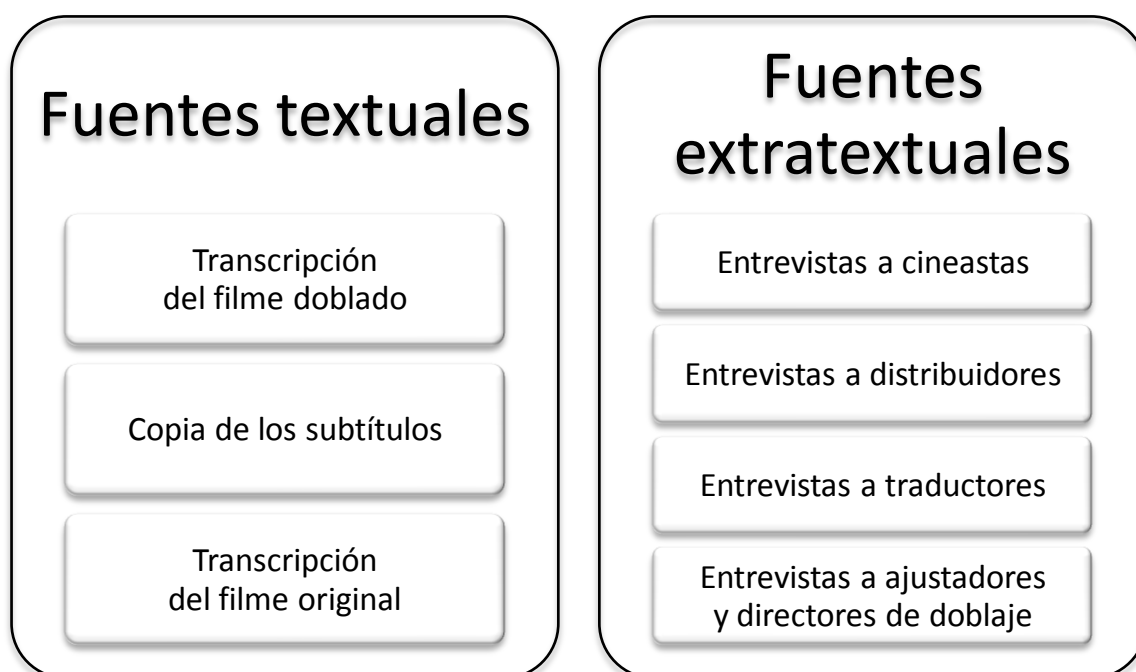 Fuentes textuales
Transcripción
del filme doblado
Copia de los subtítulos
Transcripción
del filme original
Fuentes
extratextuales
Entrevistas a cineastas
Entrevistas a distribuidores
Entrevistas a traductores
Entrevistas a ajustadores
y directores de doblaje